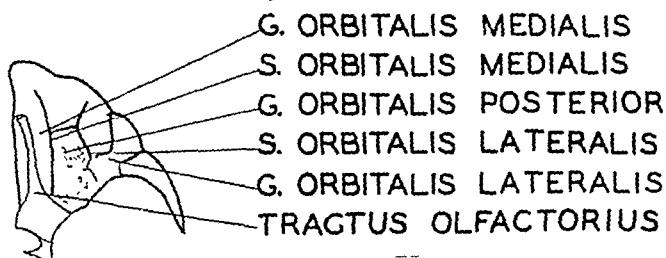 G. ORBITALIS MEDIALIS
S. ORBITALIS MEDIALIS
G. ORBITALIS POSTERIOR
S. ORBITALIS LATERALIS
G. ORBITALIS LATERALIS
TRAGTUS OLFACTORIUS